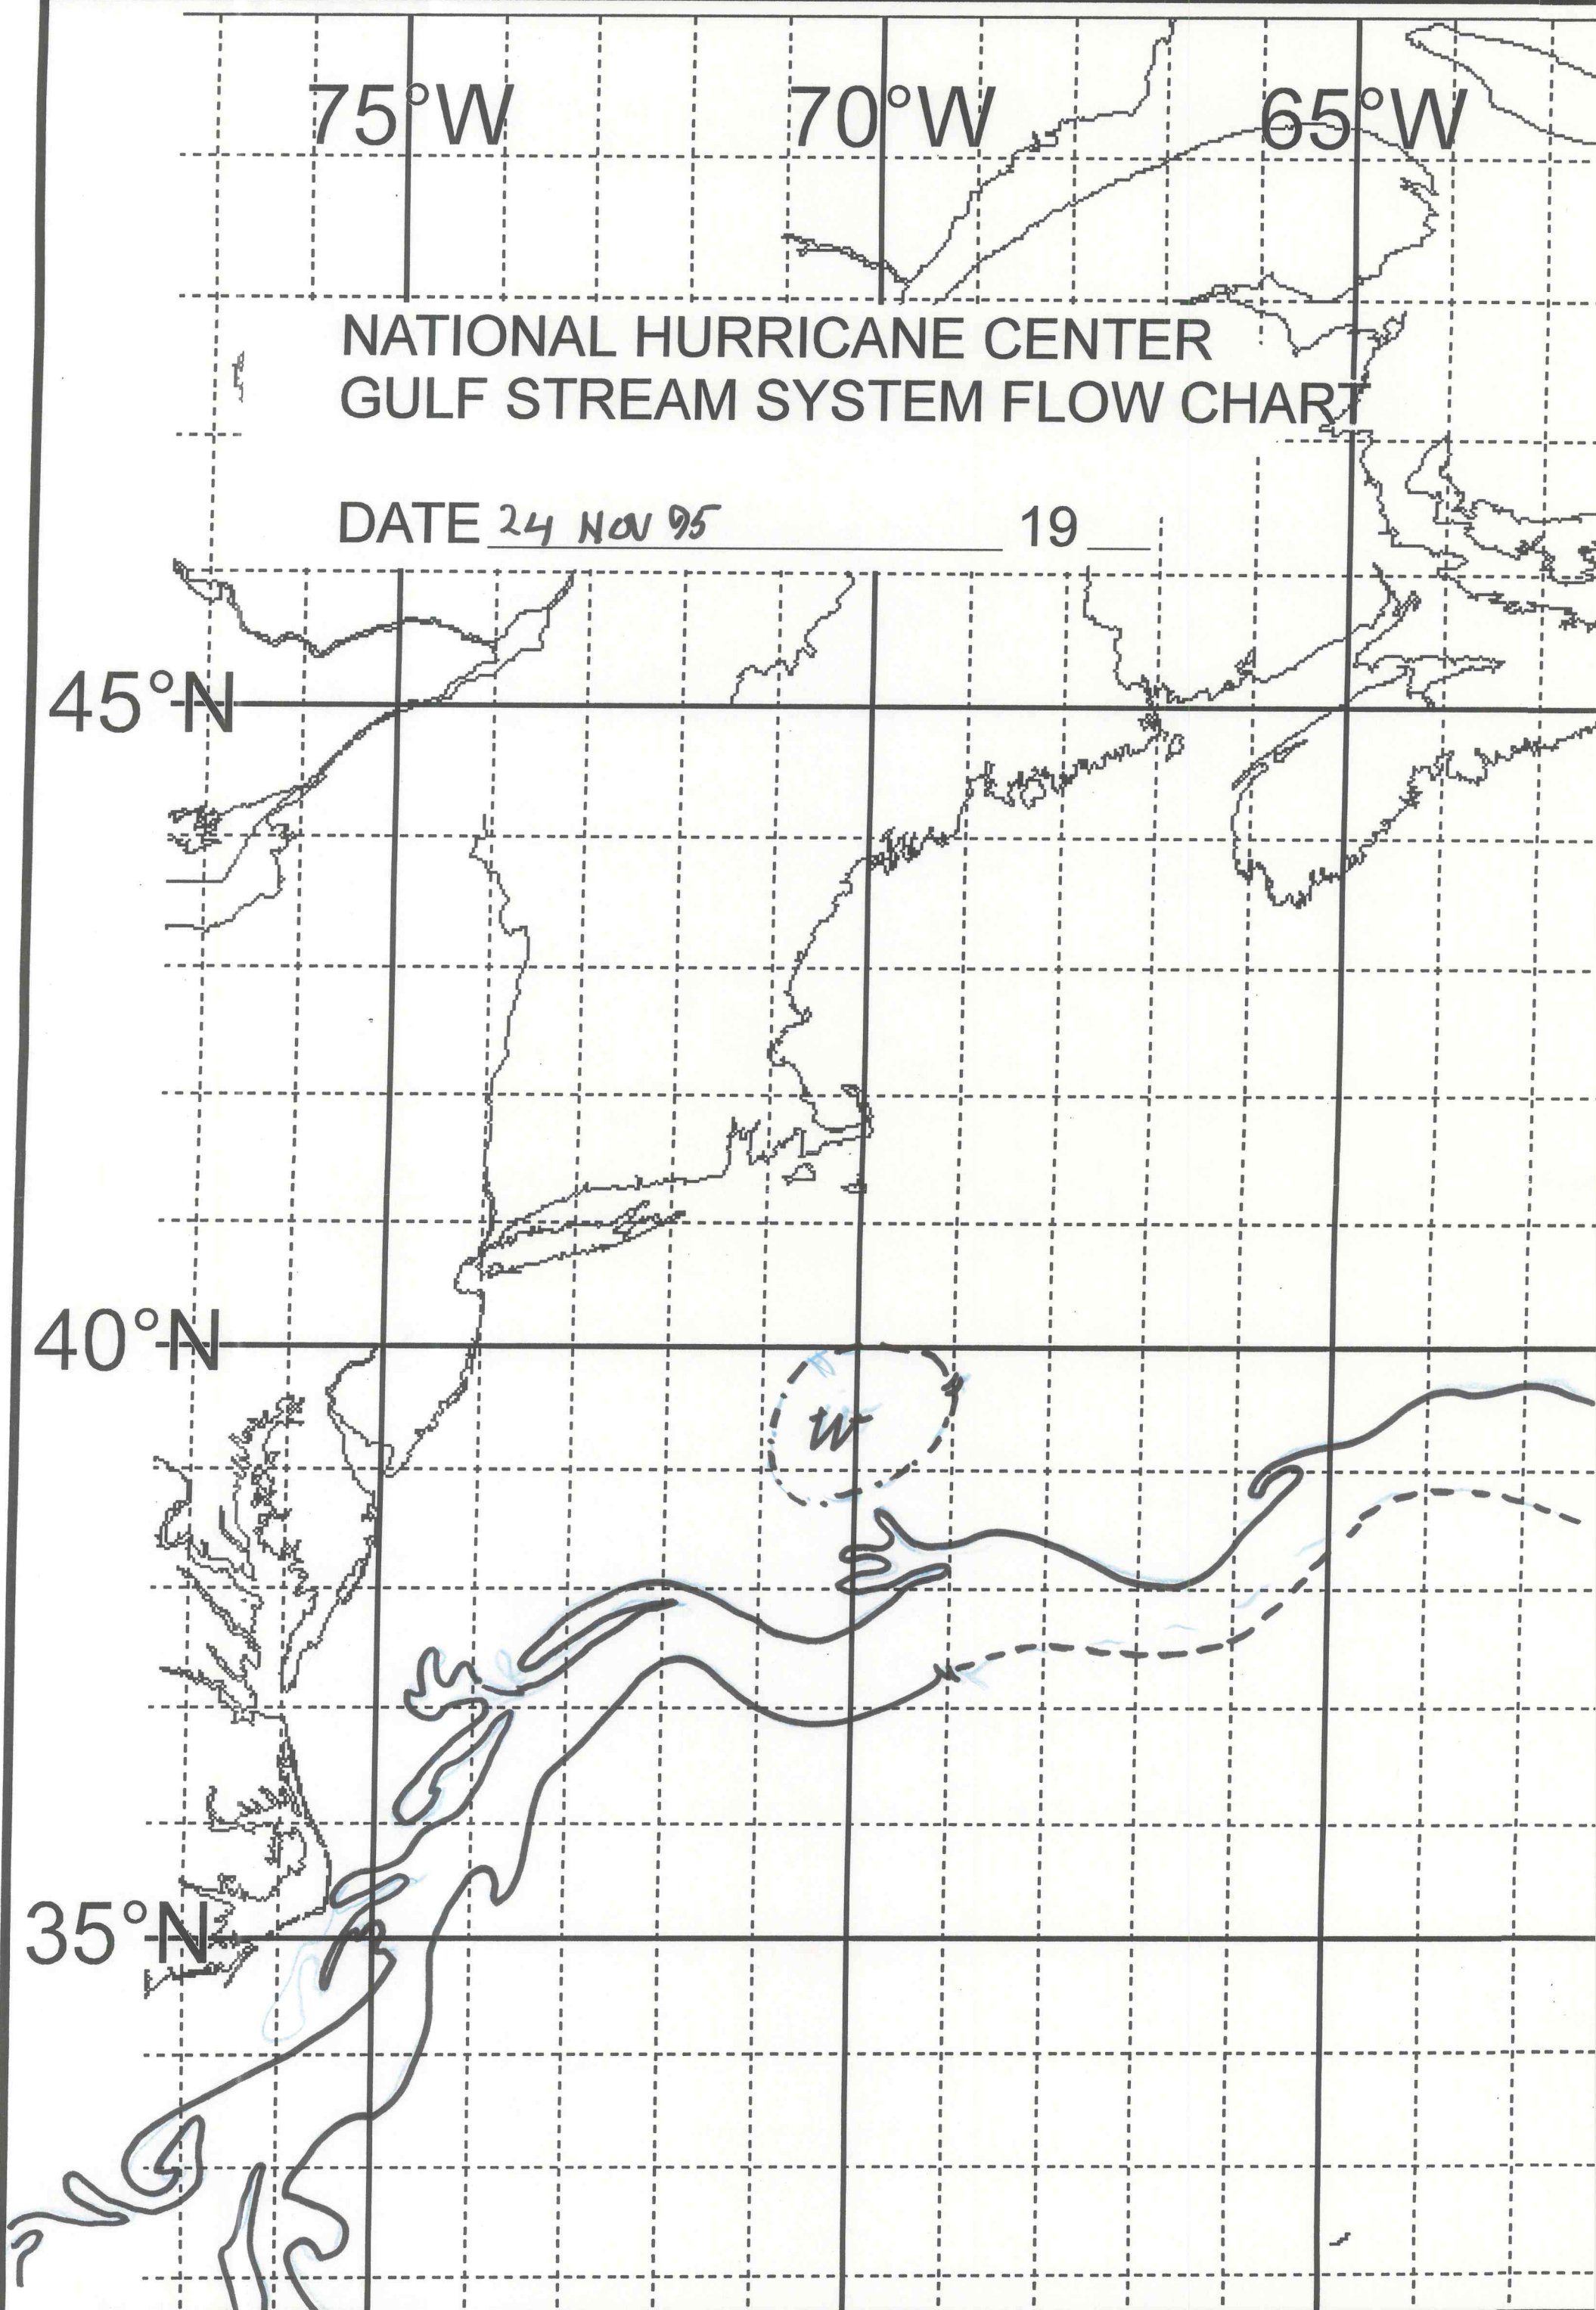 75°W 70°W 65°W
NATIONAL HURRICANE CENTER
GULF STREAM SYSTEM FLOW CHART
DATE 24 NOV 95 19
45°N
40°N
W
35°N